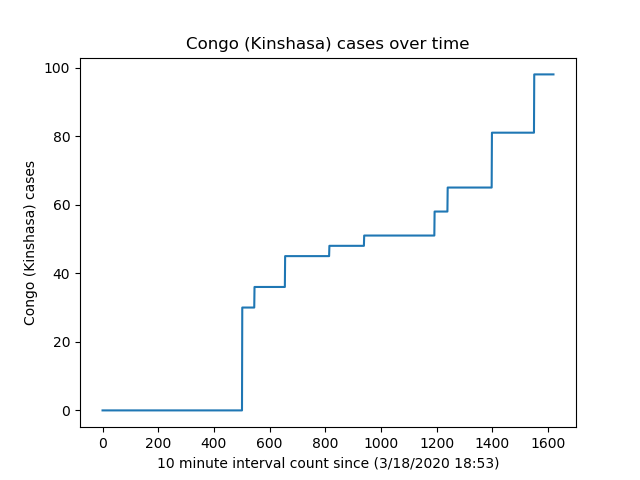 Congo (Kinshasa) cases over time
100
80
60
40
20
0
Congo (Kinshasa) cases
0 200 400 600 800 1000 1200 1400 1600
10 minute interval count since (3/18/2020 18:53)